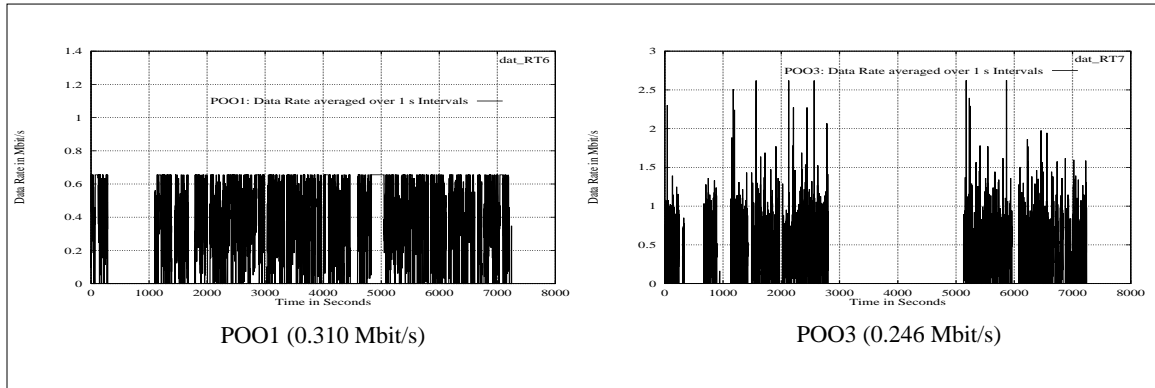 1.4
1.2
1
0.8
0.6
0.4
0.2
0
Data Rate in Mbit/s
dat_RT6
POO1: Data Rate averaged over 1 s Intervals
0 1000 2000 3000 4000 5000 6000 7000 8000
Time in Seconds
POO1 (0.310 Mbit/s)
3
2.5
2
1.5
1
0.5
0
Data Rate in Mbit/s
dat_RT7
POO3: Data Rate averaged over 1 s Intervals
0 1000 2000 3000 4000 5000 6000 7000 8000
Time in Seconds
POO3 (0.246 Mbit/s)